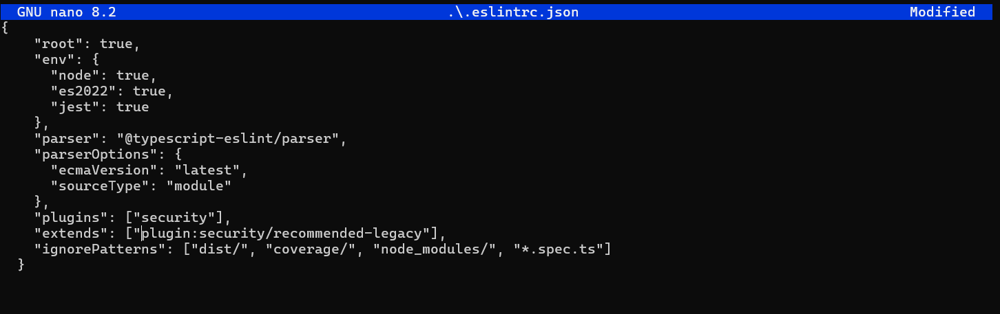 GNU nano 8.2 .\.eslintrc.json Modified
{
    "root": true,
    "env": {
      "node": true,
      "es2022": true,
      "jest": true
    },
    "parser": "@typescript-eslint/parser",
    "parserOptions": {
      "ecmaVersion": "latest",
      "sourceType": "module"
    },
    "plugins": ["security"],
    "extends": ["plugin:security/recommended-legacy"],
    "ignorePatterns": ["dist/", "coverage/", "node_modules/", "*.spec.ts"]
  }